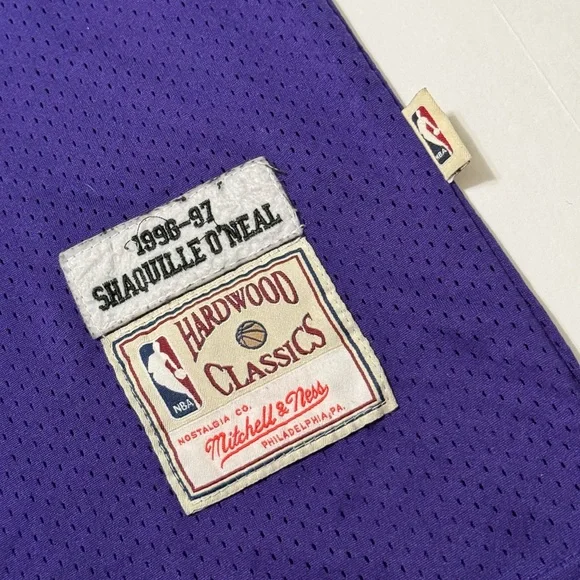 1996-97
SHAQUILLE O'NEAL
HARDWOOD
CLASSICS
NBA
NOSTALGIA CO.
Mitchell & Ness
PHILADELPHIA, PA.
NBA